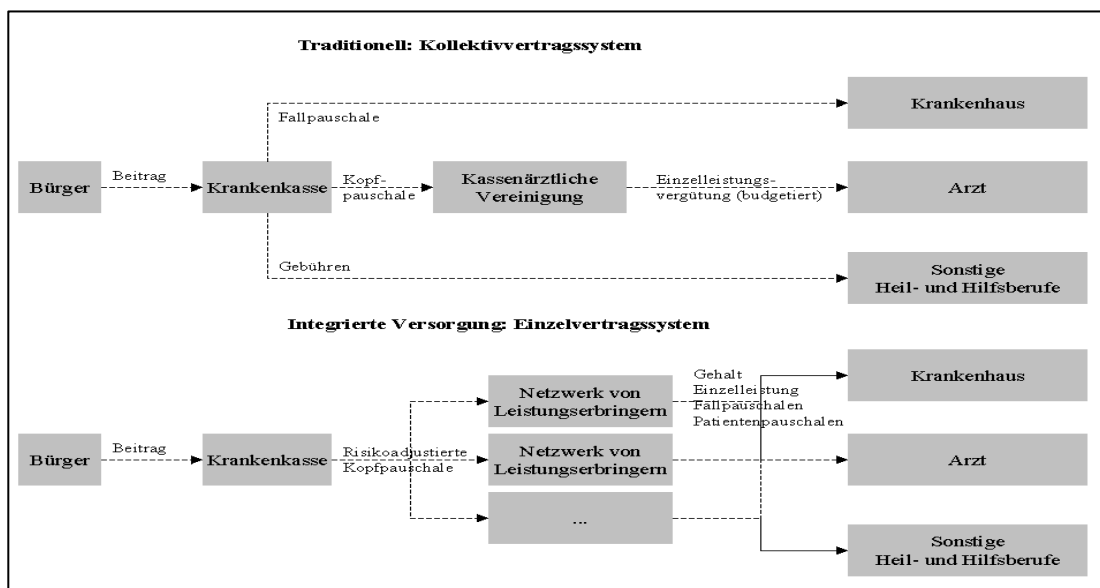 Traditionell: Kollektivvertragssystem
Krankenhaus
Fallpauschale
Bürger
Beitrag
Krankenkasse
Kopf-
pauschale
Kassenärztliche
Vereinigung
Einzelleistungs-
vergütung (budgetiert)
Arzt
Gebühren
Sonstige
Heil- und Hilfsberufe
Integrierte Versorgung: Einzelvertragssystem
Netzwerk von
Leistungserbringern
Gehalt
Einzelleistung
Fallpauschalen
Patientenpauschalen
Krankenhaus
Bürger
Beitrag
Krankenkasse
Risikoadjustierte
Kopfpauschale
Netzwerk von
Leistungserbringern
Arzt
...
Sonstige
Heil- und Hilfsberufe